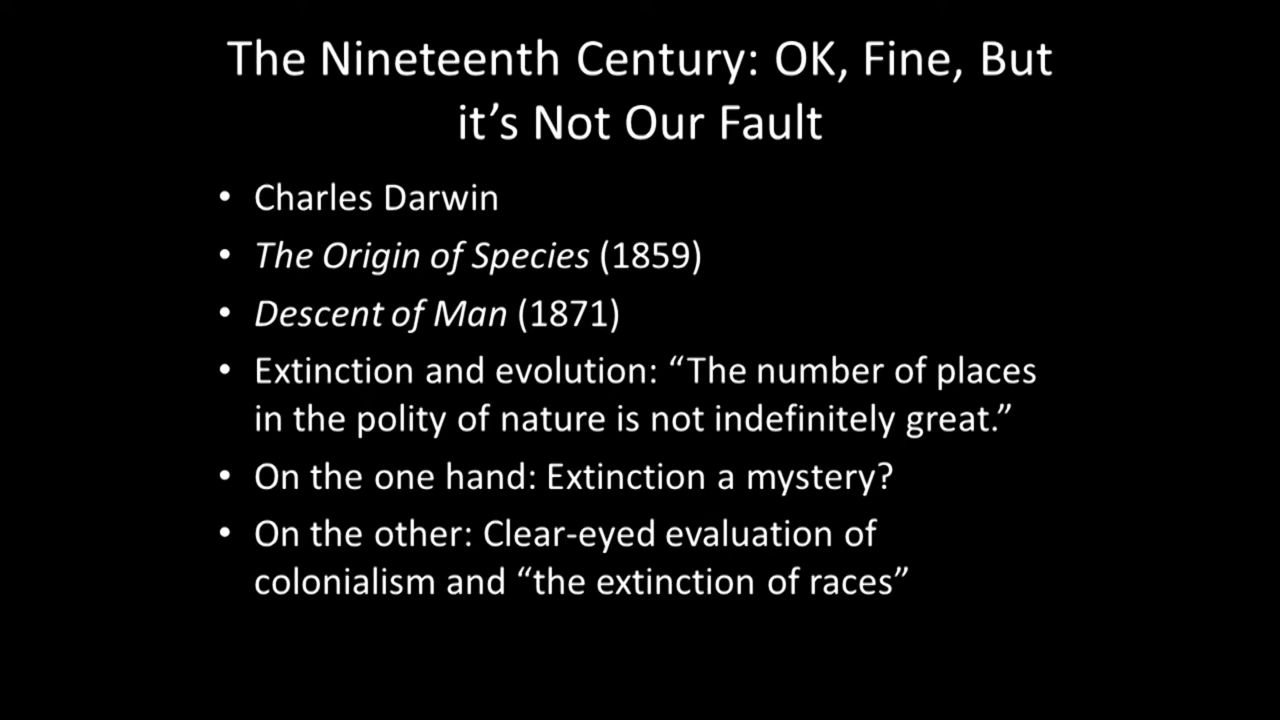 The Nineteenth Century: OK, Fine, But
it’s Not Our Fault
• Charles Darwin
• The Origin of Species (1859)
• Descent of Man (1871)
• Extinction and evolution: “The number of places
in the polity of nature is not indefinitely great.”
• On the one hand: Extinction a mystery?
• On the other: Clear-eyed evaluation of
colonialism and “the extinction of races”